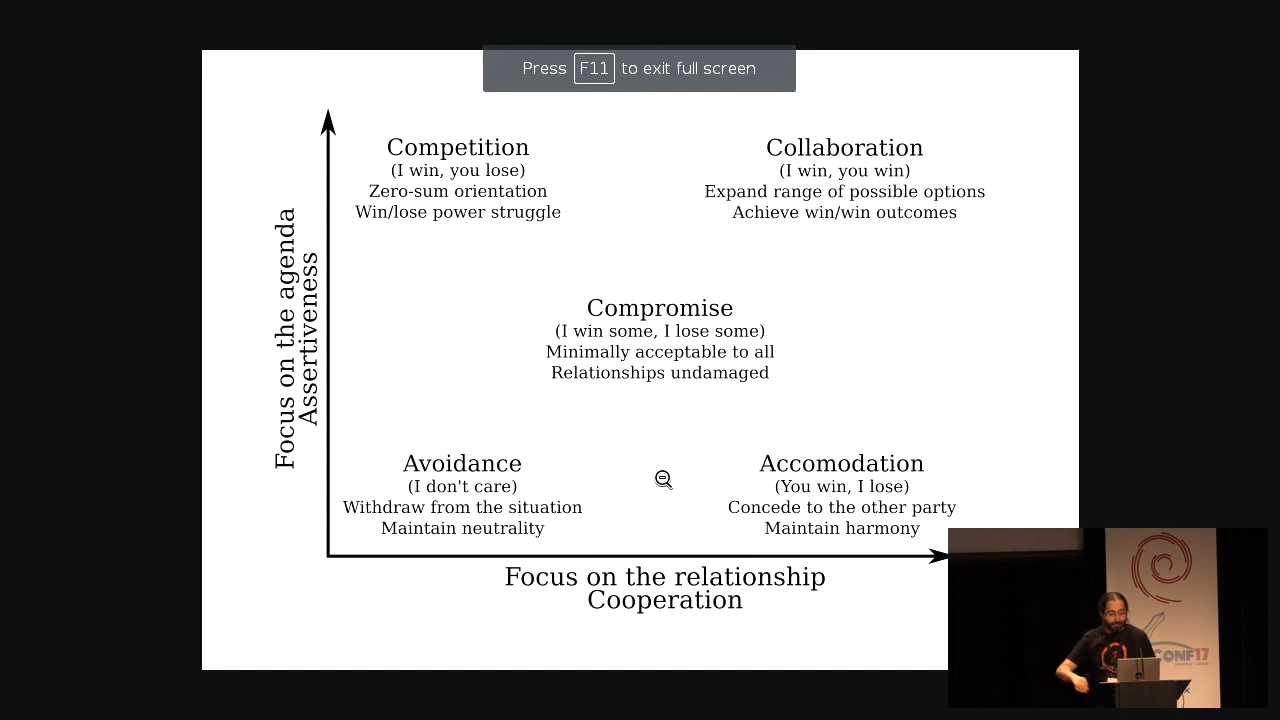 Press F11 to exit full screen
Competition
(I win, you lose)
Zero-sum orientation
Win/lose power struggle
Collaboration
(I win, you win)
Expand range of possible options
Achieve win/win outcomes
Focus on the agenda
Assertiveness
Compromise
(I win some, I lose some)
Minimally acceptable to all
Relationships undamaged
Avoidance
(I don't care)
Withdraw from the situation
Maintain neutrality
Accomodation
(You win, I lose)
Concede to the other party
Maintain harmony
Focus on the relationship
Cooperation
CONF17